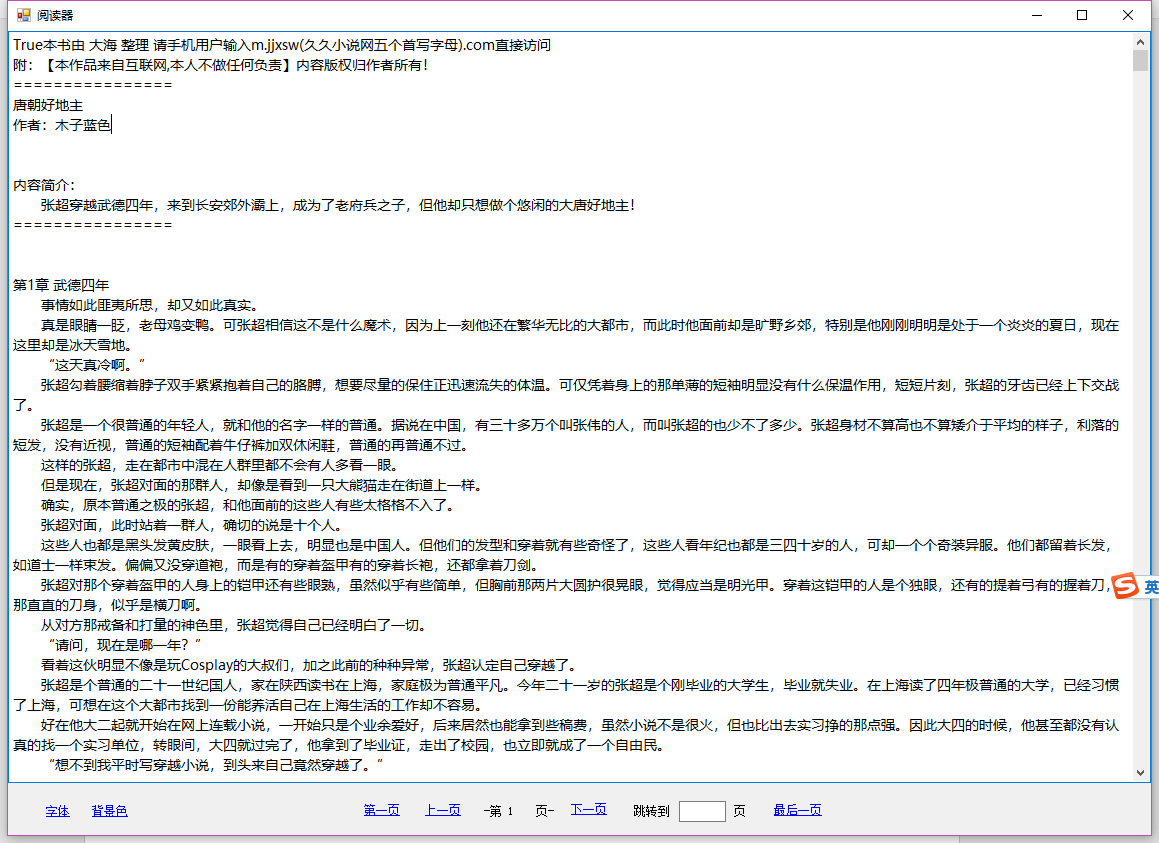 阅读器
True本书由 大海 整理 请手机用户输入m.jjxsw(久久小说网五个首写字母).com直接访问
附：【本作品来自互联网,本人不做任何负责】内容版权归作者所有!
================
唐朝好地主
作者：木子蓝色
内容简介：
张超穿越武德四年，来到长安郊外灞上，成为了老府兵之子，但他却只想做个悠闲的大唐好地主！
================
第1章 武德四年
事情如此匪夷所思，却又如此真实。
真是眼睛一眨，老母鸡变鸭。可张超相信这不是什么魔术，因为上一刻他还在繁华无比的大都市，而此时他面前却是旷野乡郊，特别是他刚刚明明是处于一个炎炎的夏日，现在
这里却是冰天雪地。
“这天真冷啊。”
张超勾着腰缩着脖子双手紧紧抱着自己的胳膊，想要尽量的保住正迅速流失的体温。可仅凭着身上的那单薄的短袖明显没有什么保温作用，短短片刻，张超的牙齿已经上下交战
了。
张超是一个很普通的年轻人，就和他的名字一样的普通。据说在中国，有三十多万个叫张伟的人，而叫张超的也少不了多少。张超身材不算高也不算矮介于平均的样子，利落的
短发，没有近视，普通的短袖配着牛仔裤加双休闲鞋，普通的再普通不过。
这样的张超，走在都市中混在人群里都不会有人多看一眼。
但是现在，张超对面的那群人，却像是看到一只大熊猫走在街道上一样。
确实，原本普通之极的张超，和他面前的这些人有些太格格不入了。
张超对面，此时站着一群人，确切的说是十个人。
这些人也都是黑头发黄皮肤，一眼看上去，明显也是中国人。但他们的发型和穿着就有些奇怪了，这些人看年纪也都是三四十岁的人，可却一个个奇装异服。他们都留着长发，
如道士一样束发。偏偏又没穿道袍，而是有的穿着盔甲有的穿着长袍，还都拿着刀剑。
张超对那个穿着盔甲的人身上的铠甲还有些眼熟，虽然似乎有些简单，但胸前那两片大圆护很晃眼，觉得应当是明光甲。穿着这铠甲的人是个独眼，还有的提着弓有的握着刀，
那直直的刀身，似乎是横刀啊。
从对方那戒备和打量的神色里，张超觉得自己已经明白了一切。
“请问，现在是哪一年？”
看着这伙明显不像是玩Cosplay的大叔们，加之此前的种种异常，张超认定自己穿越了。
张超是个普通的二十一世纪国人，家在陕西读书在上海，家庭极为普通平凡。今年二十一岁的张超是个刚毕业的大学生，毕业就失业。在上海读了四年极普通的大学，已经习惯
了上海，可想在这个大都市找到一份能养活自己在上海生活的工作却不容易。
好在他大二起就开始在网上连载小说，一开始只是个业余爱好，后来居然也能拿到些稿费，虽然小说不是很火，但也比出去实习挣的那点强。因此大四的时候，他甚至都没有认
真的找一个实习单位，转眼间，大四就过完了，他拿到了毕业证，走出了校园，也立即就成了一个自由民。
“想不到我平时写穿越小说，到头来自己竟然穿越了。”
S 英
字体 背景色 第一页 上一页 -第 1 页- 下一页 跳转到 页 最后一页